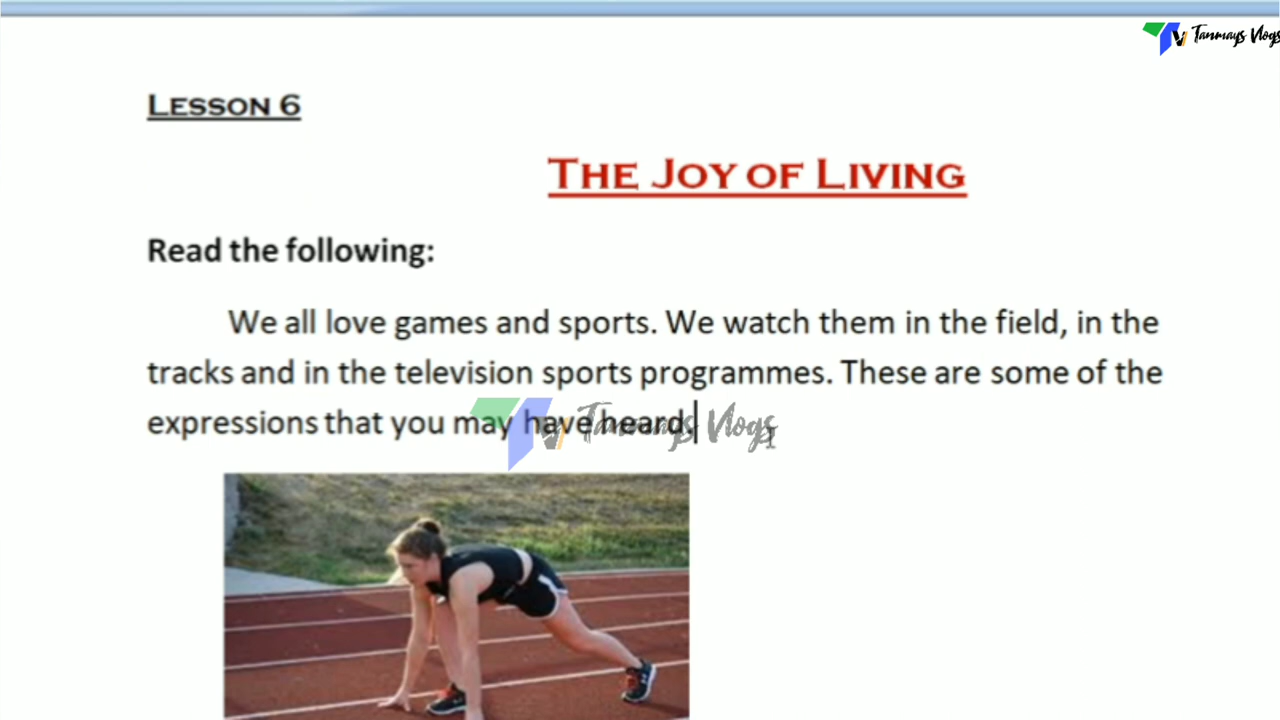 Tanmays Vlogs
LESSON 6
THE JOY OF LIVING
Read the following:
We all love games and sports. We watch them in the field, in the
tracks and in the television sports programmes. These are some of the
expressions that you may have heard.
Tanmays Vlogs